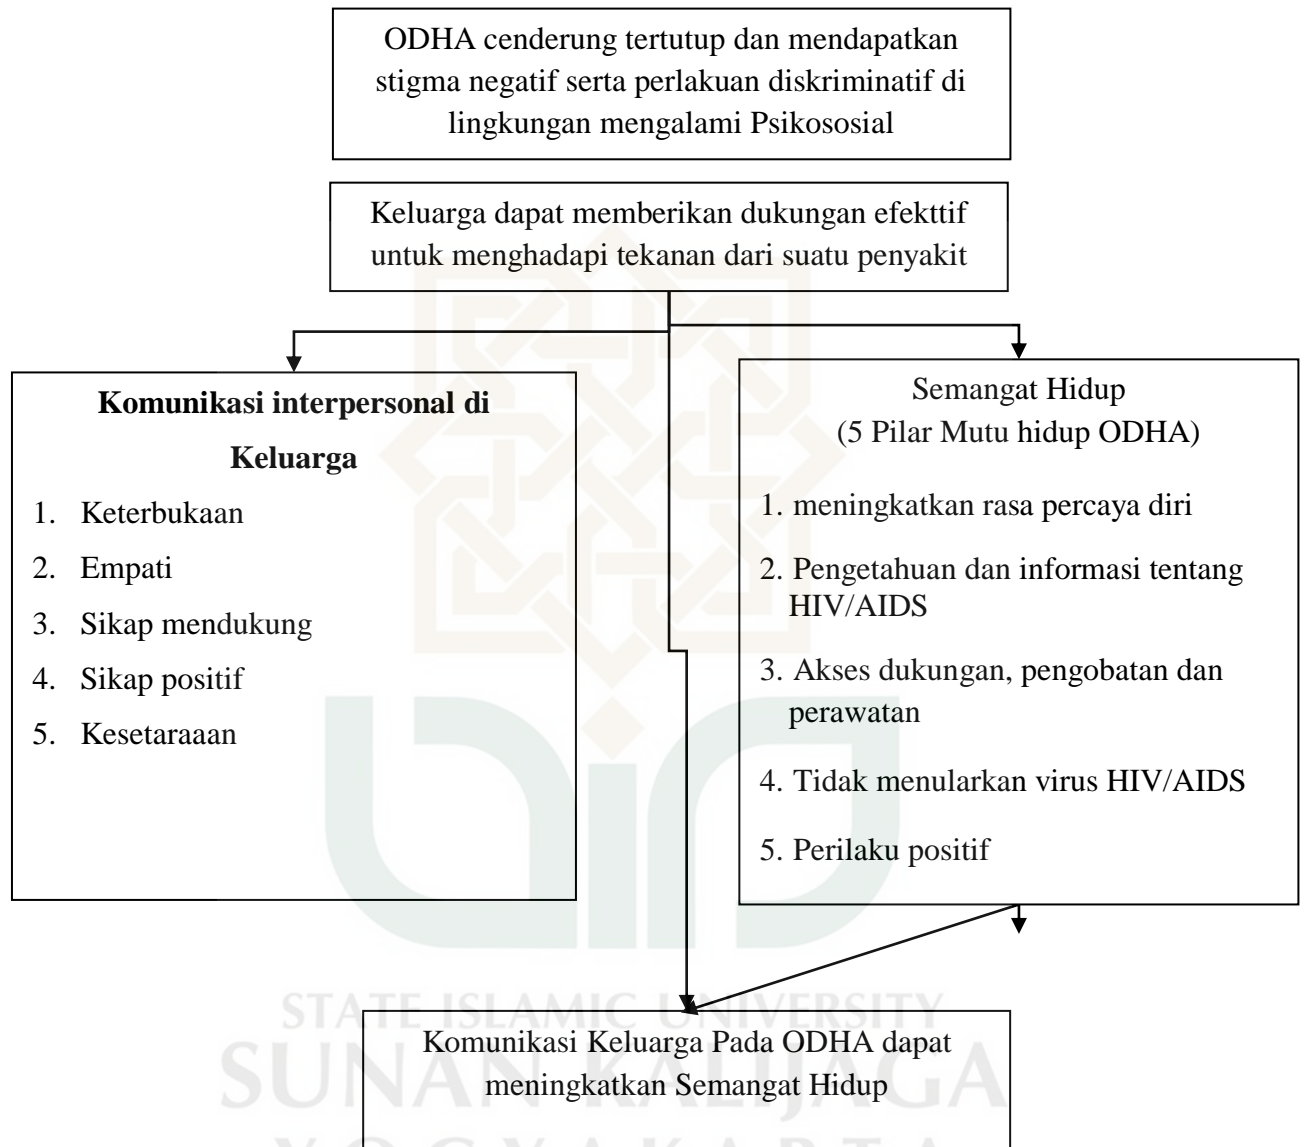 ODHA cenderung tertutup dan mendapatkan
stigma negatif serta perlakuan diskriminatif di
lingkungan mengalami Psikososial
Keluarga dapat memberikan dukungan efekttif
untuk menghadapi tekanan dari suatu penyakit
Komunikasi interpersonal di
Keluarga
1. Keterbukaan
2. Empati
3. Sikap mendukung
4. Sikap positif
5. Kesetaraaan
Semangat Hidup
(5 Pilar Mutu hidup ODHA)
1. meningkatkan rasa percaya diri
2. Pengetahuan dan informasi tentang
HIV/AIDS
3. Akses dukungan, pengobatan dan
perawatan
4. Tidak menularkan virus HIV/AIDS
5. Perilaku positif
STATE ISLAMIC UNIVERSITY
SUNAN KALIJAGA
Komunikasi Keluarga Pada ODHA dapat
meningkatkan Semangat Hidup
YOGYAKARTA